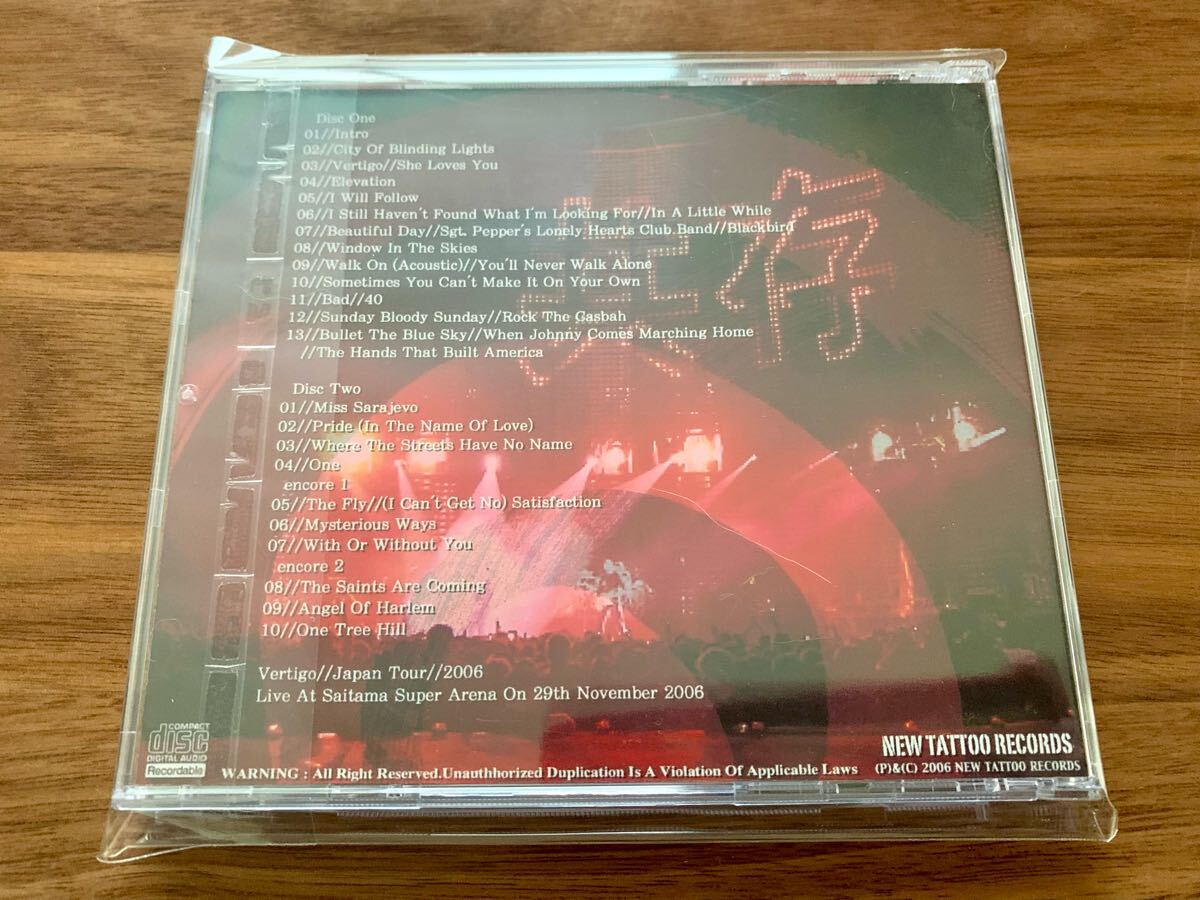 Disc One
01//Intro
02//City Of Blinding Lights
03//Vertigo//She Loves You
04//Elevation
05//I Will Follow
06//I Still Haven't Found What I'm Looking For//In A Little While
07//Beautiful Day//Sgt. Pepper's Lonely Hearts Club Band//Blackbird
08//Window In The Skies
09//Walk On (Acoustic)//You'll Never Walk Alone
10//Sometimes You Can't Make It On Your Own
11//Bad//40
12//Sunday Bloody Sunday//Rock The Casbah
13//Bullet The Blue Sky//When Johnny Comes Marching Home
//The Hands That Built America
共存
Disc Two
01//Miss Sarajevo
02//Pride (In The Name Of Love)
03//Where The Streets Have No Name
04//One
encore 1
05//The Fly//(I Can't Get No) Satisfaction
06//Mysterious Ways
07//With Or Without You
encore 2
08//The Saints Are Coming
09//Angel Of Harlem
10//One Tree Hill
Vertigo//Japan Tour//2006
Live At Saitama Super Arena On 29th November 2006
COMPACT
disc
DIGITAL AUDIO
Recordable
WARNING : All Right Reserved.Unauthhorized Duplication Is A Violation Of Applicable Laws
NEW TATTOO RECORDS
(P)&(C) 2006 NEW TATTOO RECORDS